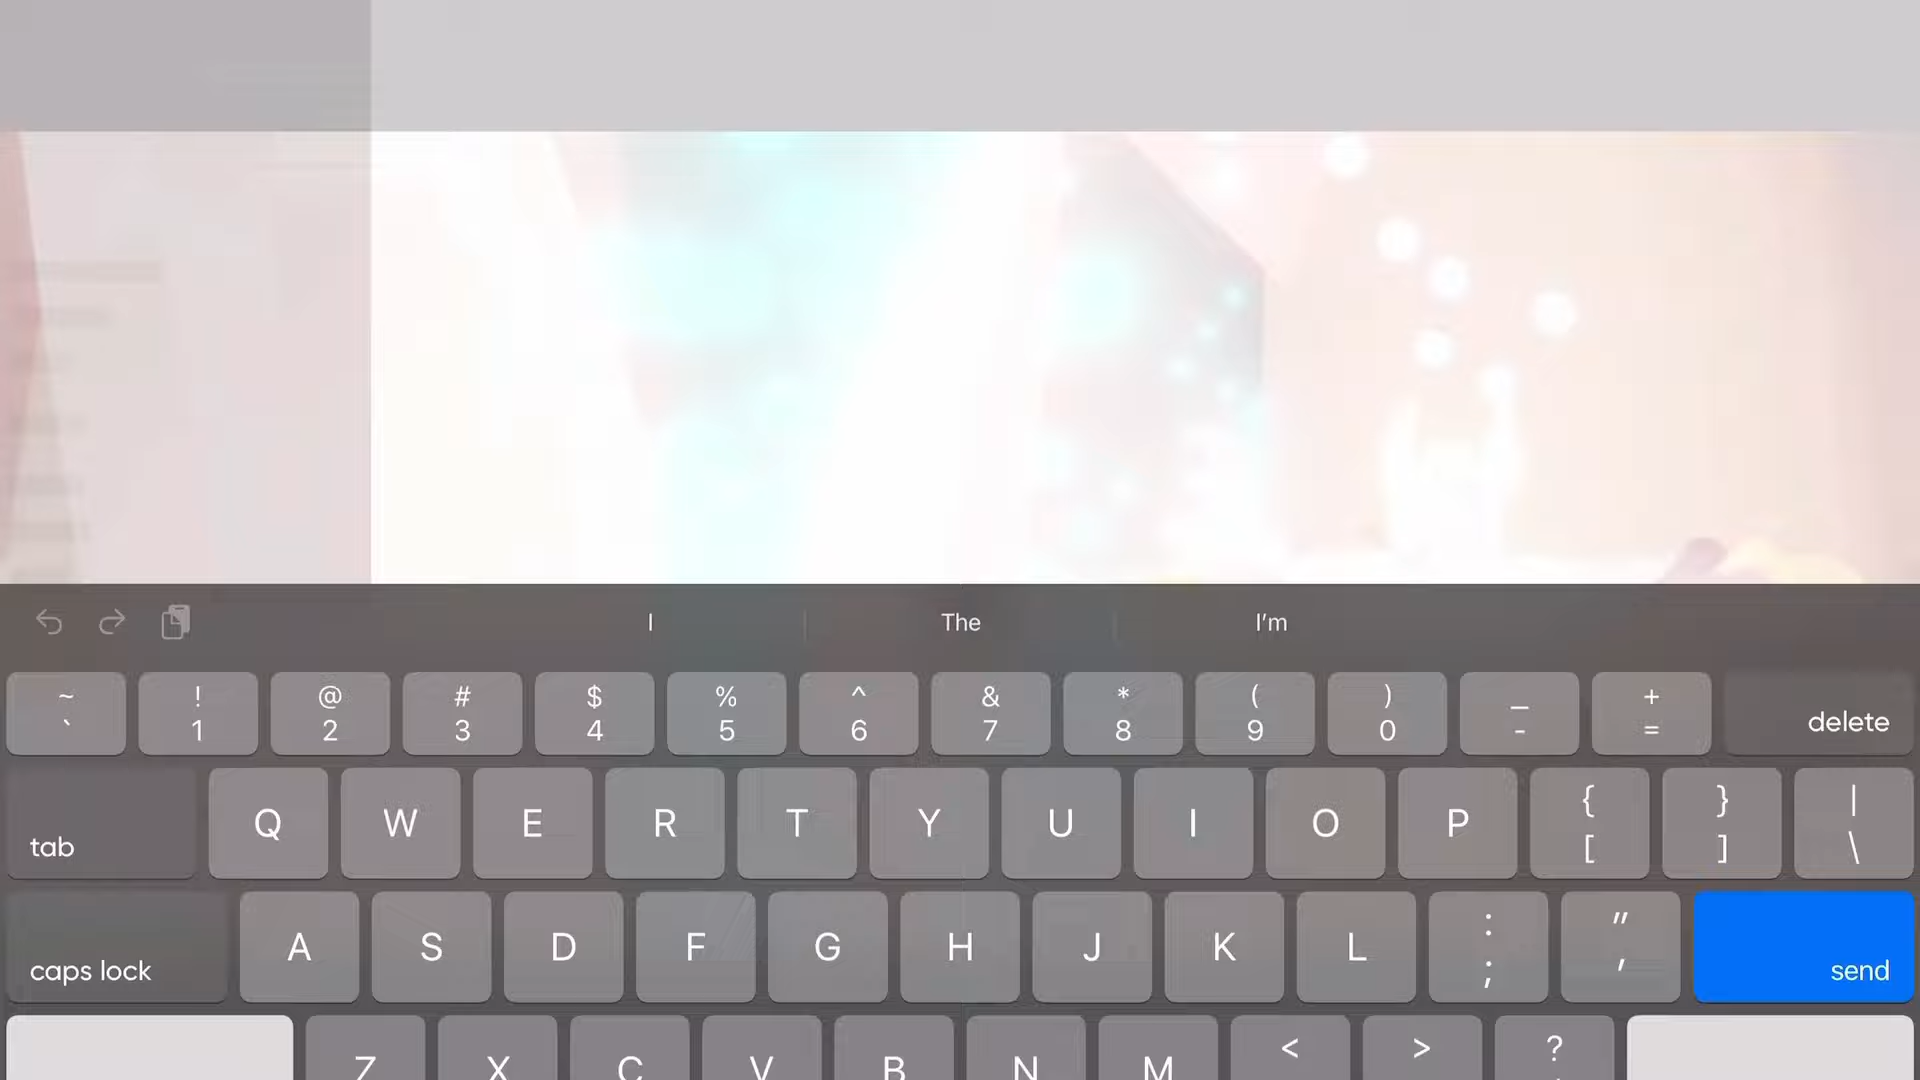 I The I'm
~ ! @ # $ % ^ & * ( ) _ +
` 1 2 3 4 5 6 7 8 9 0 - = delete
{ } |
tab Q W E R T Y U I O P [ ] \
: "
caps lock A S D F G H J K L ; ' send
< > ?
Z X C V B N M